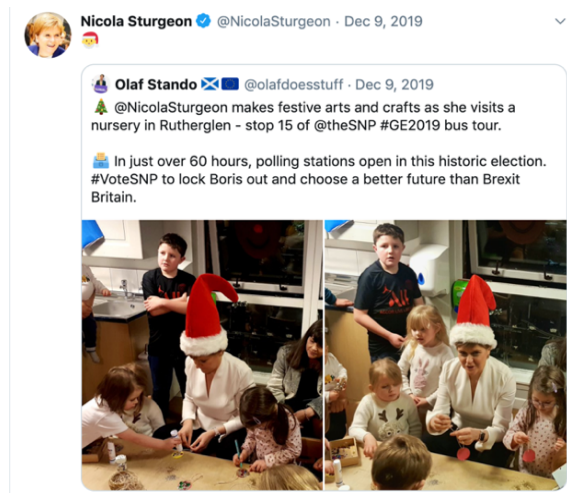 Nicola Sturgeon @NicolaSturgeon · Dec 9, 2019
Olaf Stando @olafdoesstuff · Dec 9, 2019
@NicolaSturgeon makes festive arts and crafts as she visits a
nursery in Rutherglen - stop 15 of @theSNP #GE2019 bus tour.
In just over 60 hours, polling stations open in this historic election.
#VoteSNP to lock Boris out and choose a better future than Brexit
Britain.